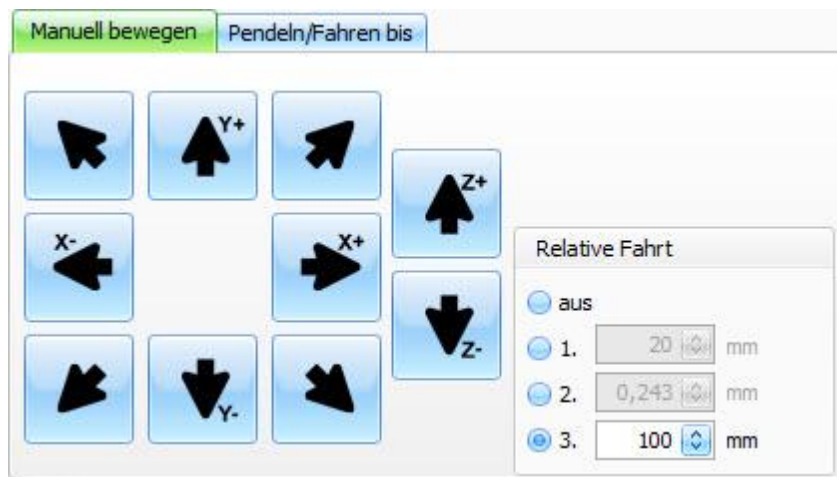 Manuell bewegen Pendeln/Fahren bis
Y+
Z+
X- X+
Z-
Y-
Relative Fahrt
aus
1. 20 mm
2. 0,243 mm
3. 100 mm